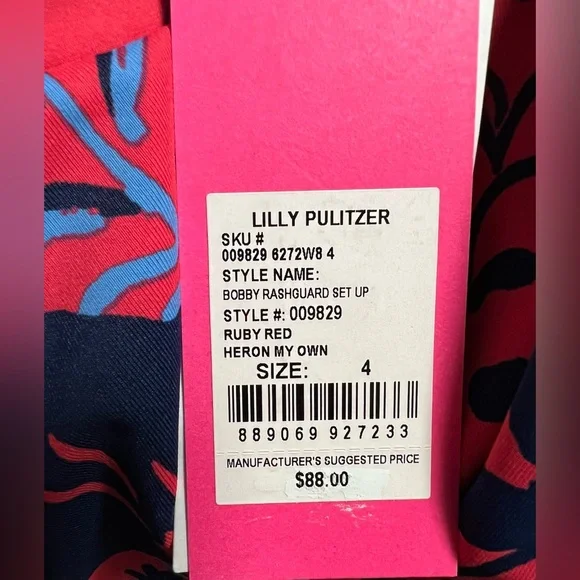 LILLY PULITZER
SKU #
009829 6272W8 4
STYLE NAME:
BOBBY RASHGUARD SET UP
STYLE #: 009829
RUBY RED
HERON MY OWN
SIZE: 4
889069 927233
MANUFACTURER'S SUGGESTED PRICE
$88.00